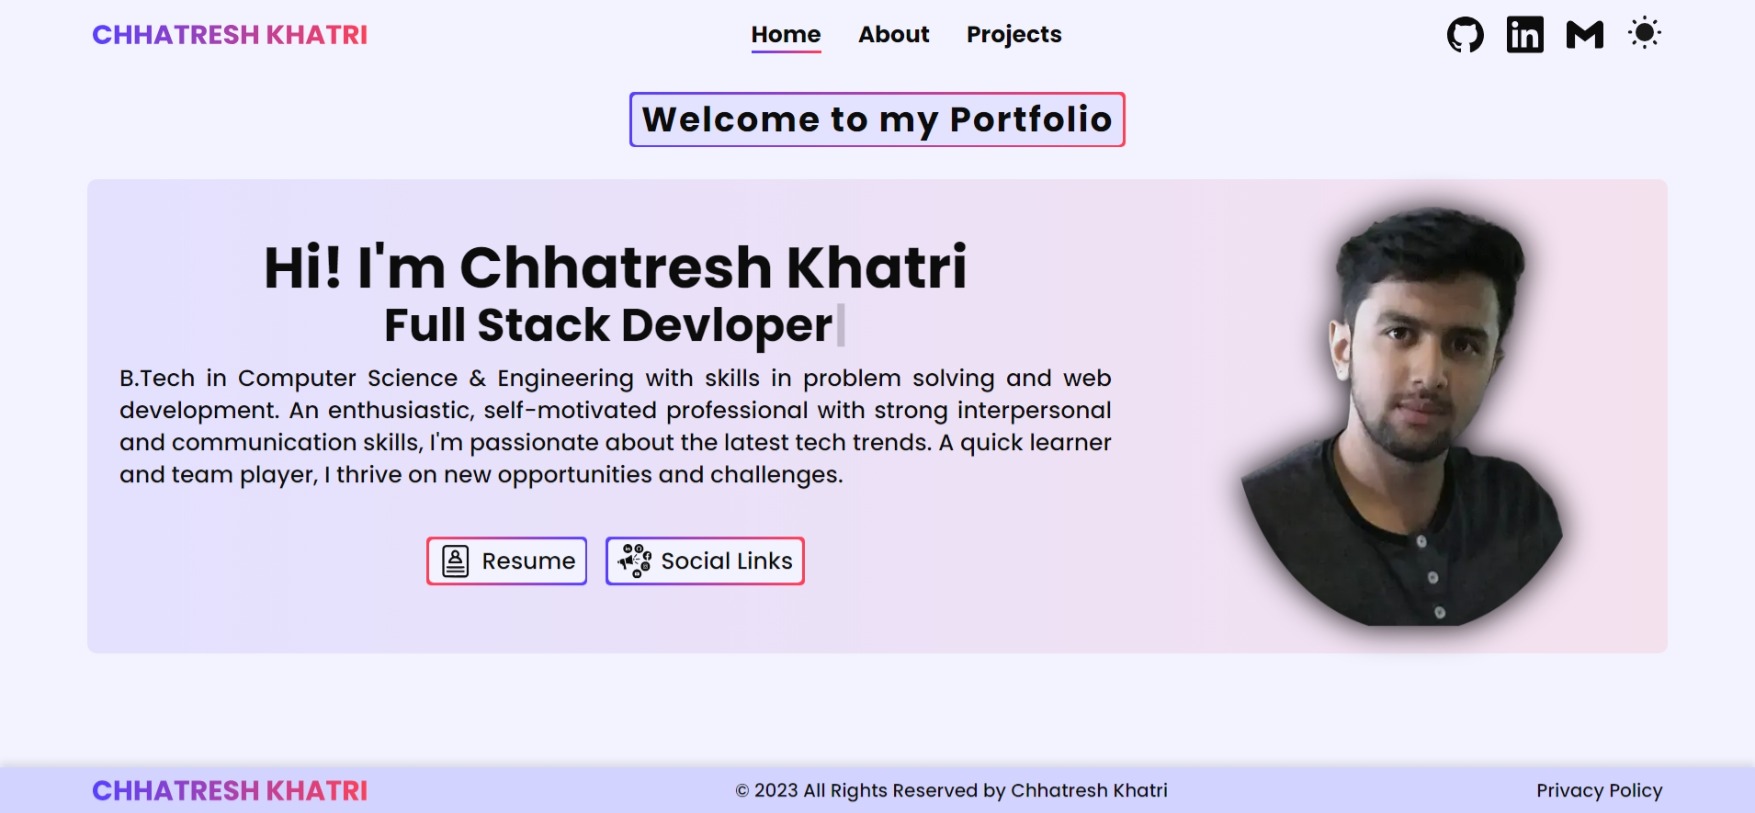 CHHATRESH KHATRI
Home About Projects
Welcome to my Portfolio
Hi! I'm Chhatresh Khatri
Full Stack Devloper
B.Tech in Computer Science & Engineering with skills in problem solving and web
development. An enthusiastic, self-motivated professional with strong interpersonal
and communication skills, I'm passionate about the latest tech trends. A quick learner
and team player, I thrive on new opportunities and challenges.
Resume Social Links
CHHATRESH KHATRI
© 2023 All Rights Reserved by Chhatresh Khatri
Privacy Policy